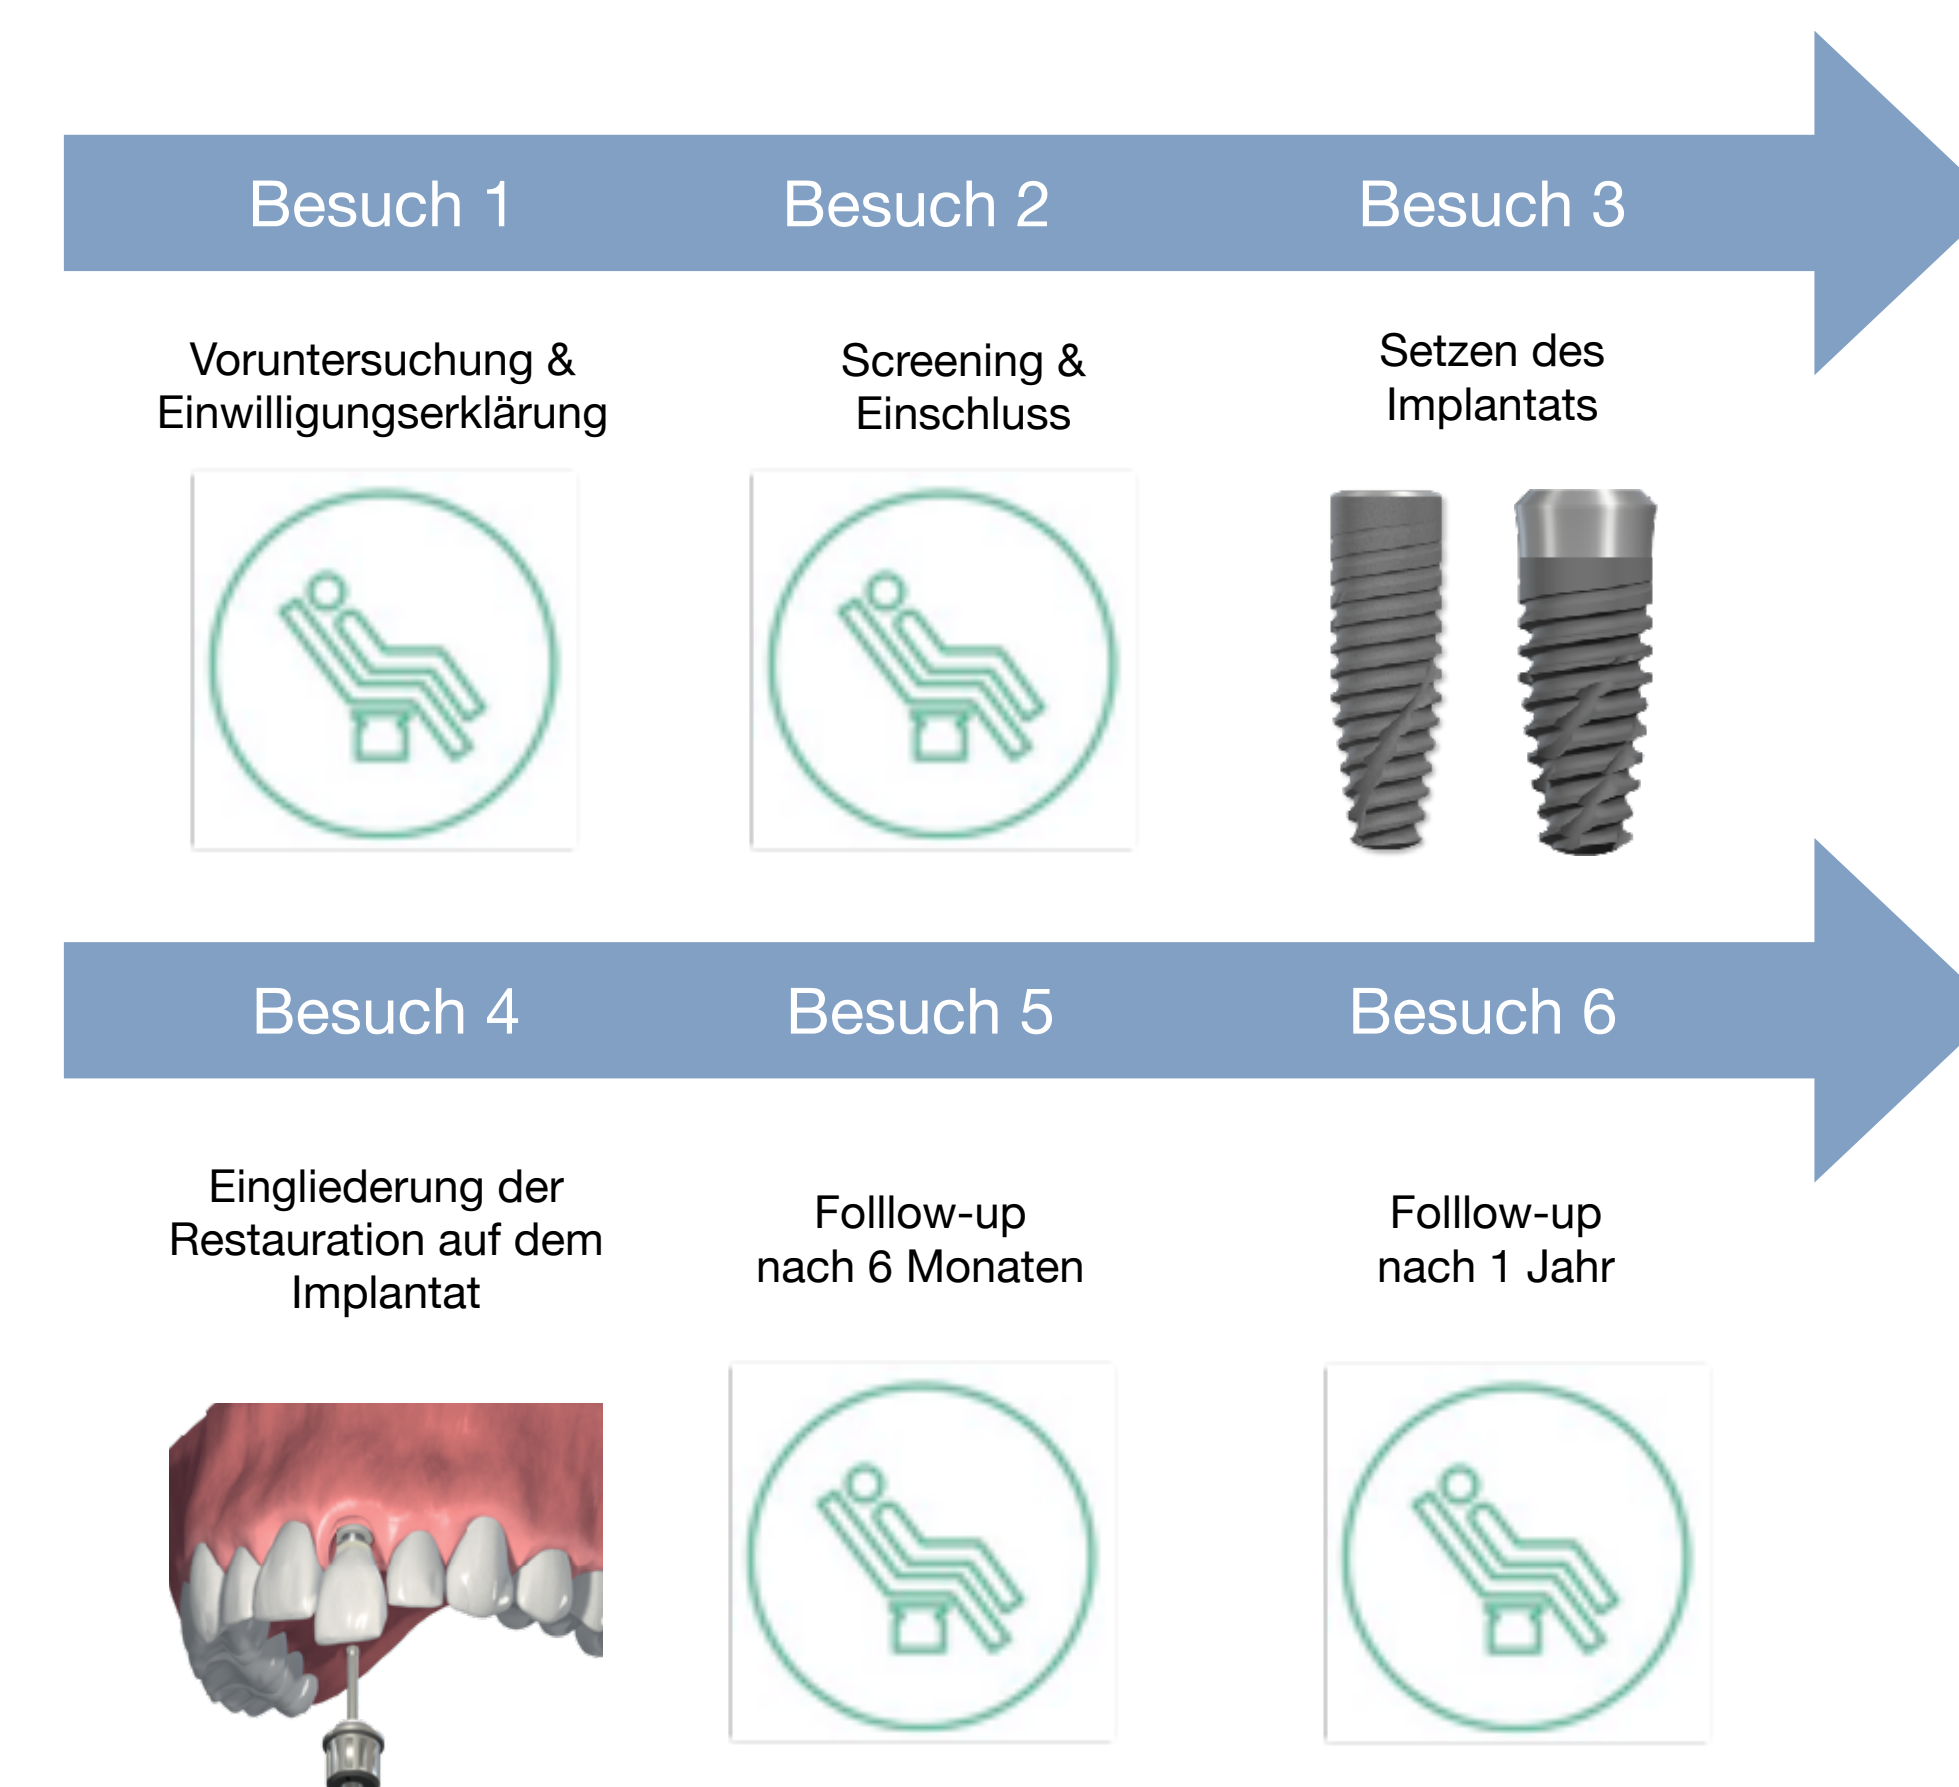 Besuch 1 Besuch 2 Besuch 3
Voruntersuchung &
Einwilligungserklärung
Screening &
Einschluss
Setzen des
Implantats
Besuch 4 Besuch 5 Besuch 6
Eingliederung der
Restauration auf dem
Implantat
Folllow-up
nach 6 Monaten
Folllow-up
nach 1 Jahr